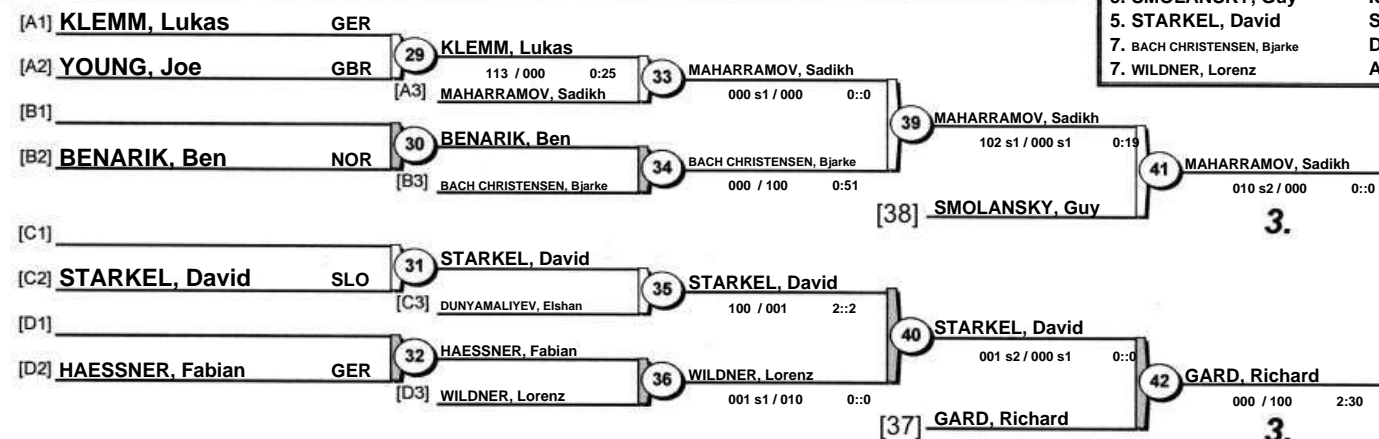 5. SMOLANSKY, Guy
5. STARKEL, David S
7. BACH CHRISTENSEN, Bjarke D
7. WILDNER, Lorenz A
[A1] KLEMM, Lukas GER
29 KLEMM, Lukas
113 / 000 0:25
[A2] YOUNG, Joe GBR
[A3] MAHARRAMOV, Sadikh
33 MAHARRAMOV, Sadikh
000 s1 / 000 0::0
[B1]
[B2] BENARIK, Ben NOR
30 BENARIK, Ben
[B3] BACH CHRISTENSEN, Bjarke
34 BACH CHRISTENSEN, Bjarke
000 / 100 0:51
39 MAHARRAMOV, Sadikh
102 s1 / 000 s1 0:19
[38] SMOLANSKY, Guy
41 MAHARRAMOV, Sadikh
010 s2 / 000 0::0
3.
[C1]
[C2] STARKEL, David SLO
31 STARKEL, David
[C3] DUNYAMALIYEV, Elshan
35 STARKEL, David
100 / 001 2::2
[D1]
[D2] HAESSNER, Fabian GER
32 HAESSNER, Fabian
[D3] WILDNER, Lorenz
36 WILDNER, Lorenz
001 s1 / 010 0::0
40 STARKEL, David
001 s2 / 000 s1 0::0
[37] GARD, Richard
42 GARD, Richard
000 / 100 2:30
3.